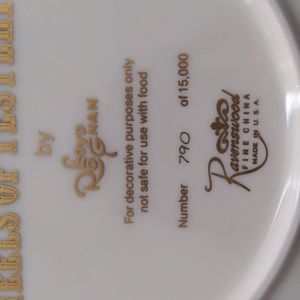 by
For decorative purposes only
not safe for use with food
Number 790 of 15,000
Ravenswood
FINE CHINA
MADE IN U.S.A.